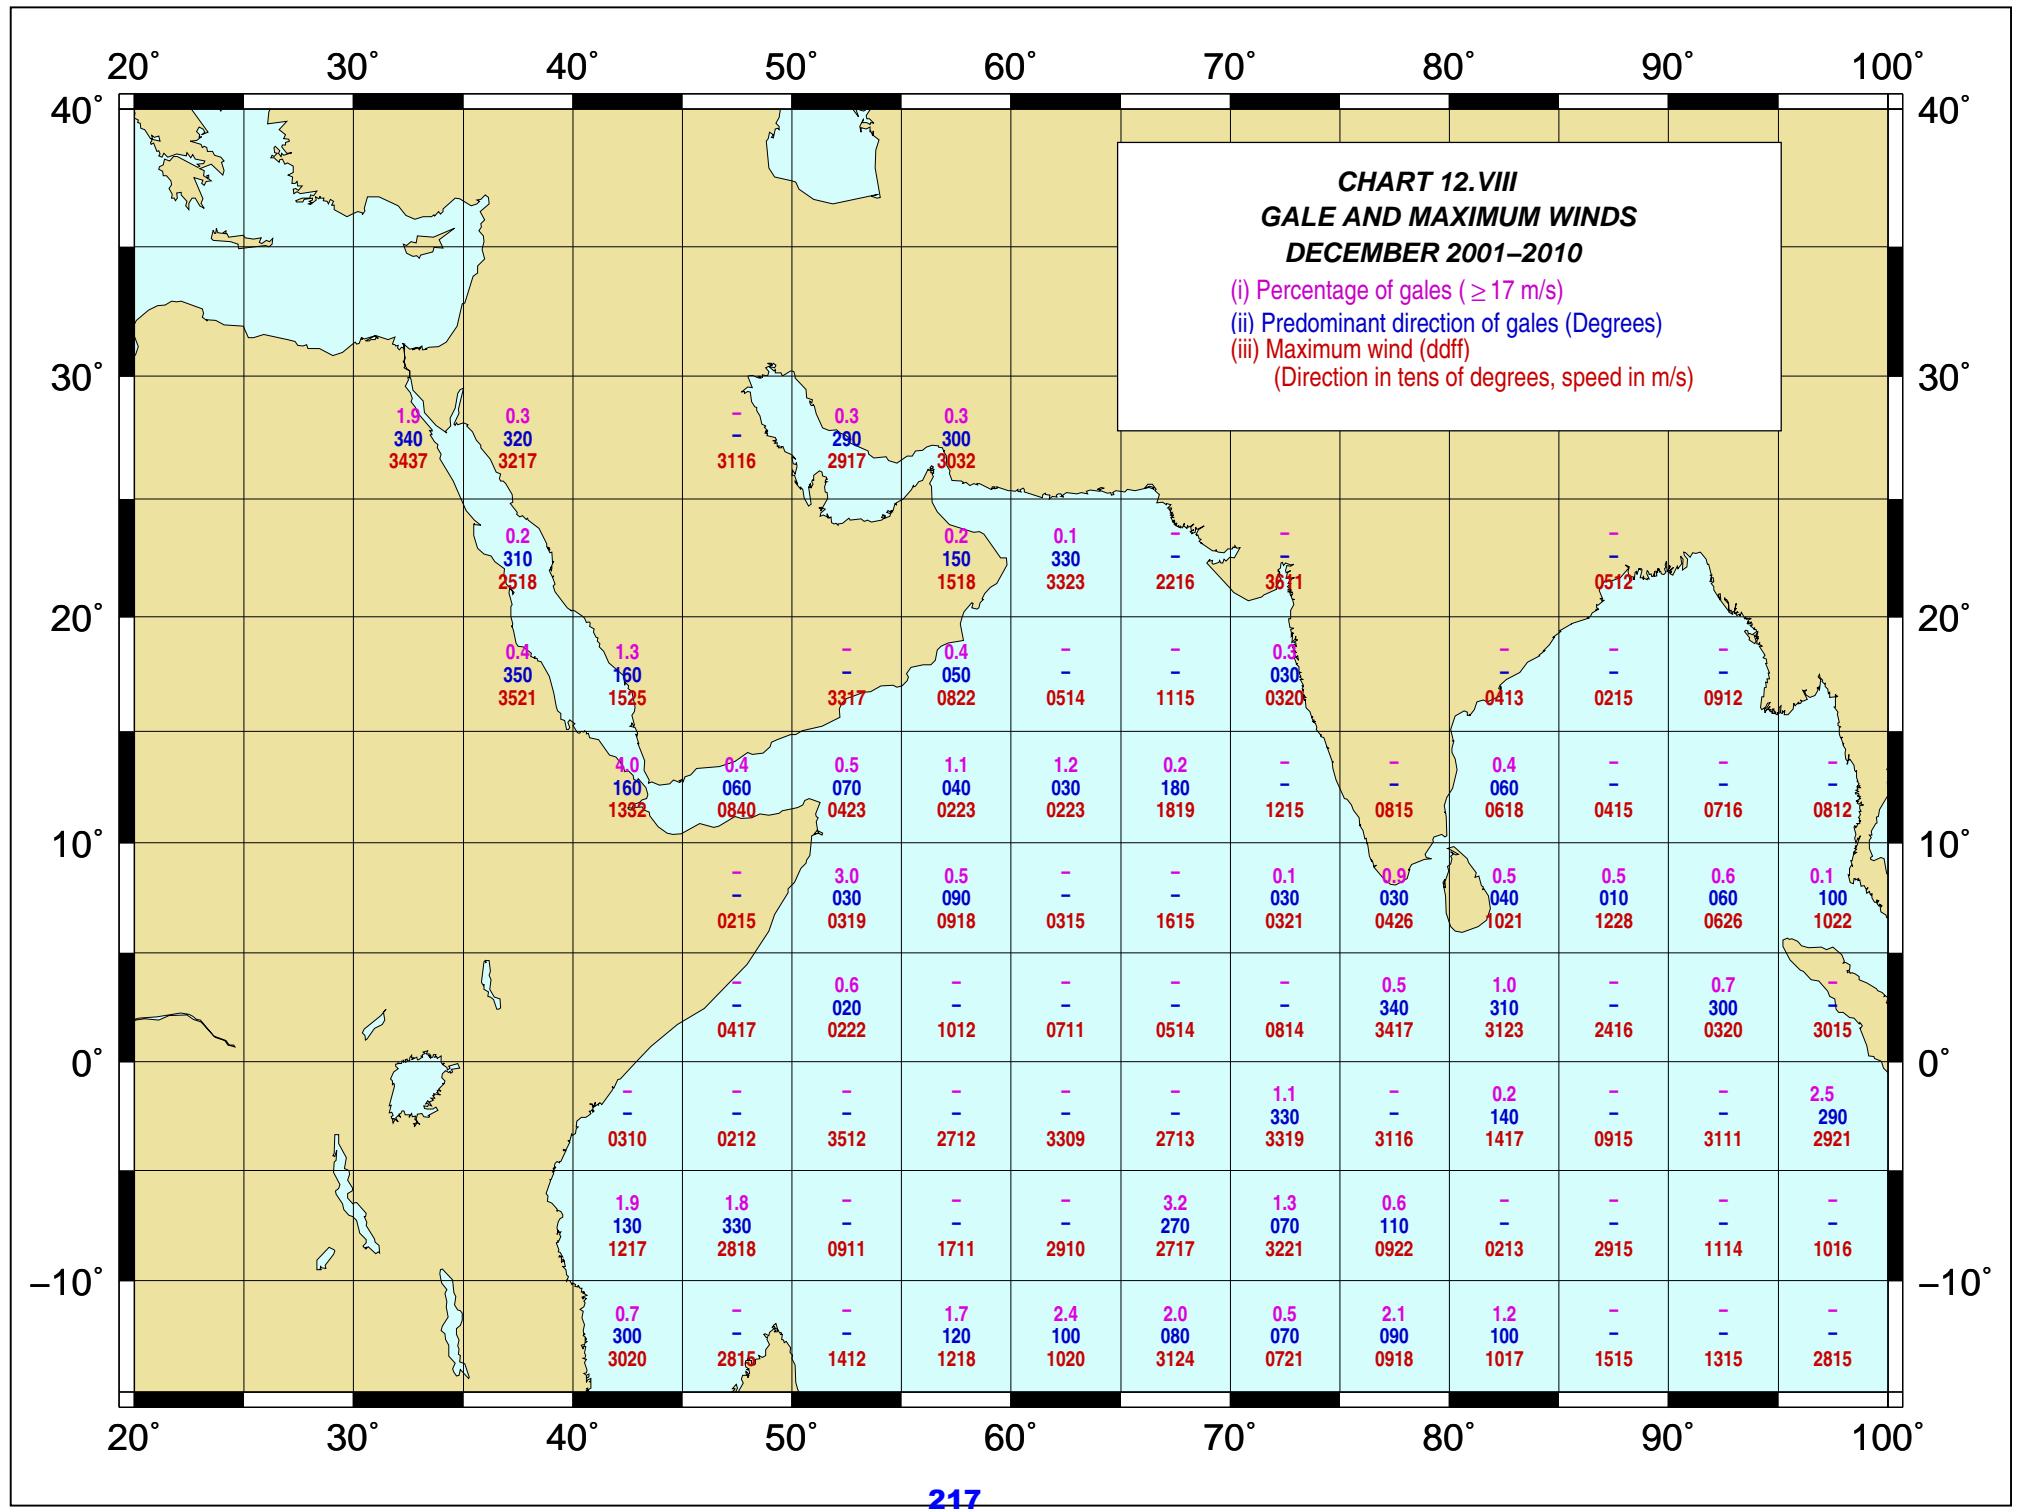 20° 30° 40° 50° 60° 70° 80° 90° 100°
40° 40°
CHART 12.VIII
GALE AND MAXIMUM WINDS
DECEMBER 2001–2010
(i) Percentage of gales ( ≥ 17 m/s)
(ii) Predominant direction of gales (Degrees)
(iii) Maximum wind (ddff)
(Direction in tens of degrees, speed in m/s)
30° 30°
1.9 0.3 – 0.3 0.3
340 320 – 290 300
3437 3217 3116 2917 3032
0.2 0.2 0.1 – – –
310 150 330 – – –
2518 1518 3323 2216 3611 0512
20° 20°
0.4 1.3 – 0.4 – – 0.3 – – –
350 160 – 050 – – 030 – – –
3521 1525 3317 0822 0514 1115 0320 0413 0215 0912
4.0 0.4 0.5 1.1 1.2 0.2 – – 0.4 – – –
160 060 070 040 030 180 – – 060 – – –
1332 0840 0423 0223 0223 1819 1215 0815 0618 0415 0716 0812
10° 10°
– 3.0 0.5 – – 0.1 0.9 0.5 0.5 0.6 0.1
– 030 090 – – 030 030 040 010 060 100
0215 0319 0918 0315 1615 0321 0426 1021 1228 0626 1022
– 0.6 – – – – 0.5 1.0 – 0.7 –
– 020 – – – – 340 310 – 300 –
0417 0222 1012 0711 0514 0814 3417 3123 2416 0320 3015
0° 0°
– – – – – – 1.1 – 0.2 – – 2.5
– – – – – – 330 – 140 – – 290
0310 0212 3512 2712 3309 2713 3319 3116 1417 0915 3111 2921
1.9 1.8 – – – 3.2 1.3 0.6 – – – –
130 330 – – – 270 070 110 – – – –
1217 2818 0911 1711 2910 2717 3221 0922 0213 2915 1114 1016
–10° –10°
0.7 – – 1.7 2.4 2.0 0.5 2.1 1.2 – – –
300 – – 120 100 080 070 090 100 – – –
3020 2815 1412 1218 1020 3124 0721 0918 1017 1515 1315 2815
20° 30° 40° 50° 60° 70° 80° 90° 100°
217